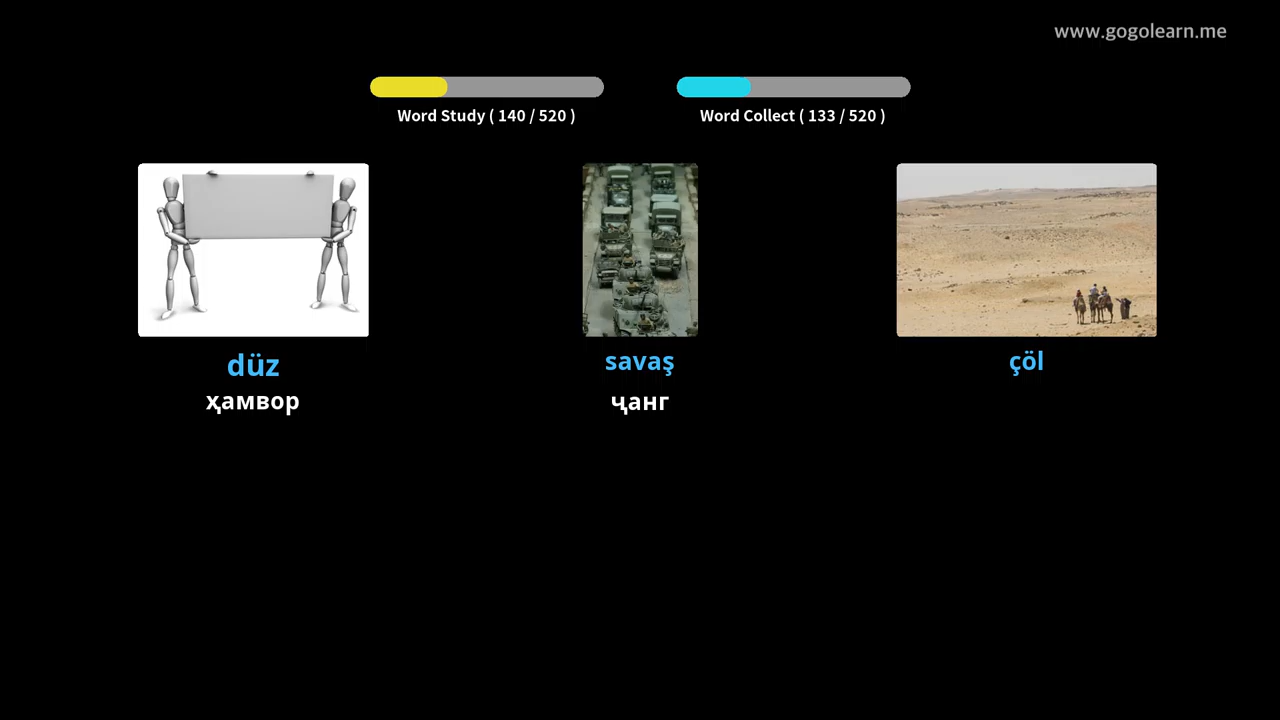 www.gogolearn.me
Word Study ( 140 / 520 )
Word Collect ( 133 / 520 )
düz
savaş
çöl
ҳамвор
ҷанг